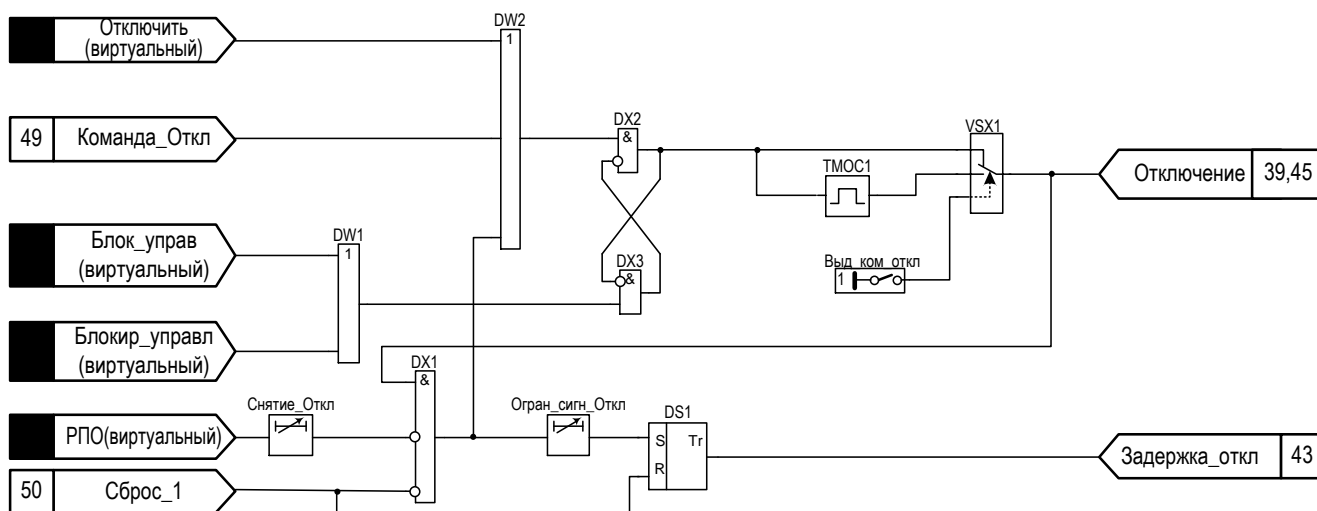 Отключить
(виртуальный)
DW2
1
49 Команда_Откл
DX2
&
VSX1
TMOC1
Отключение 39,45
Блок_управ
(виртуальный)
DW1
1
DX3
&
Выд_ком_откл
1
Блокир_управл
(виртуальный)
DX1
&
Снятие_Откл
Огран_сигн_Откл
DS1
РПО(виртуальный)
S Tr
R
Задержка_откл 43
50 Сброс_1